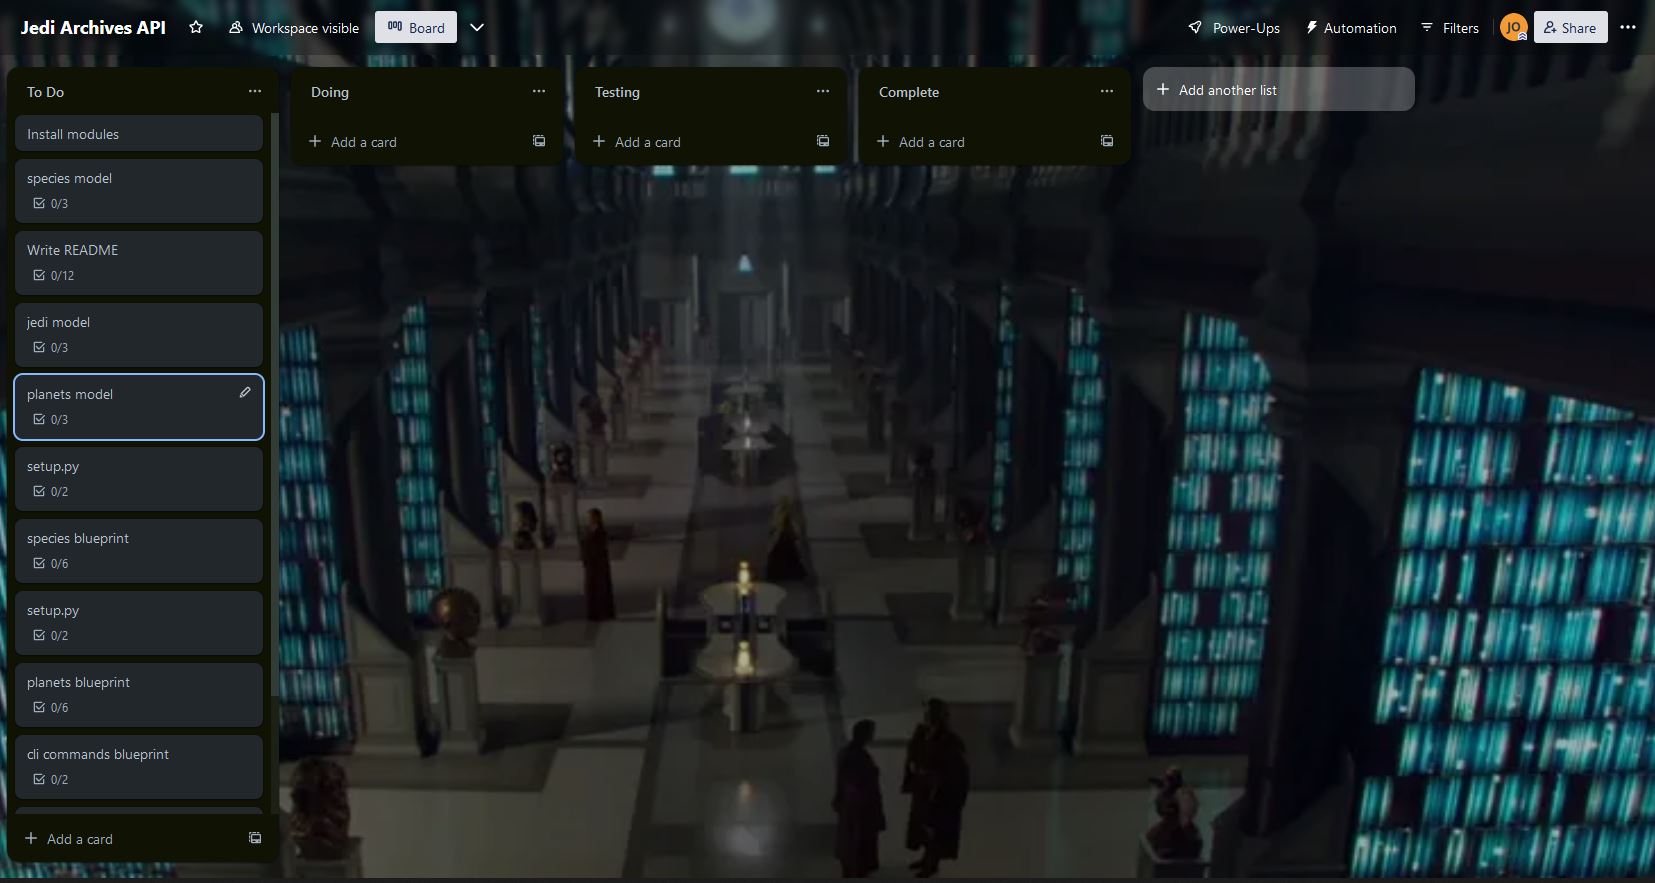 Jedi Archives API
Workspace visible
Board
Power-Ups
Automation
Filters
JO
Share
To Do
Install modules
species model
0/3
Write README
0/12
jedi model
0/3
planets model
0/3
setup.py
0/2
species blueprint
0/6
setup.py
0/2
planets blueprint
0/6
cli commands blueprint
0/2
+ Add a card
Doing
+ Add a card
Testing
+ Add a card
Complete
+ Add a card
+ Add another list